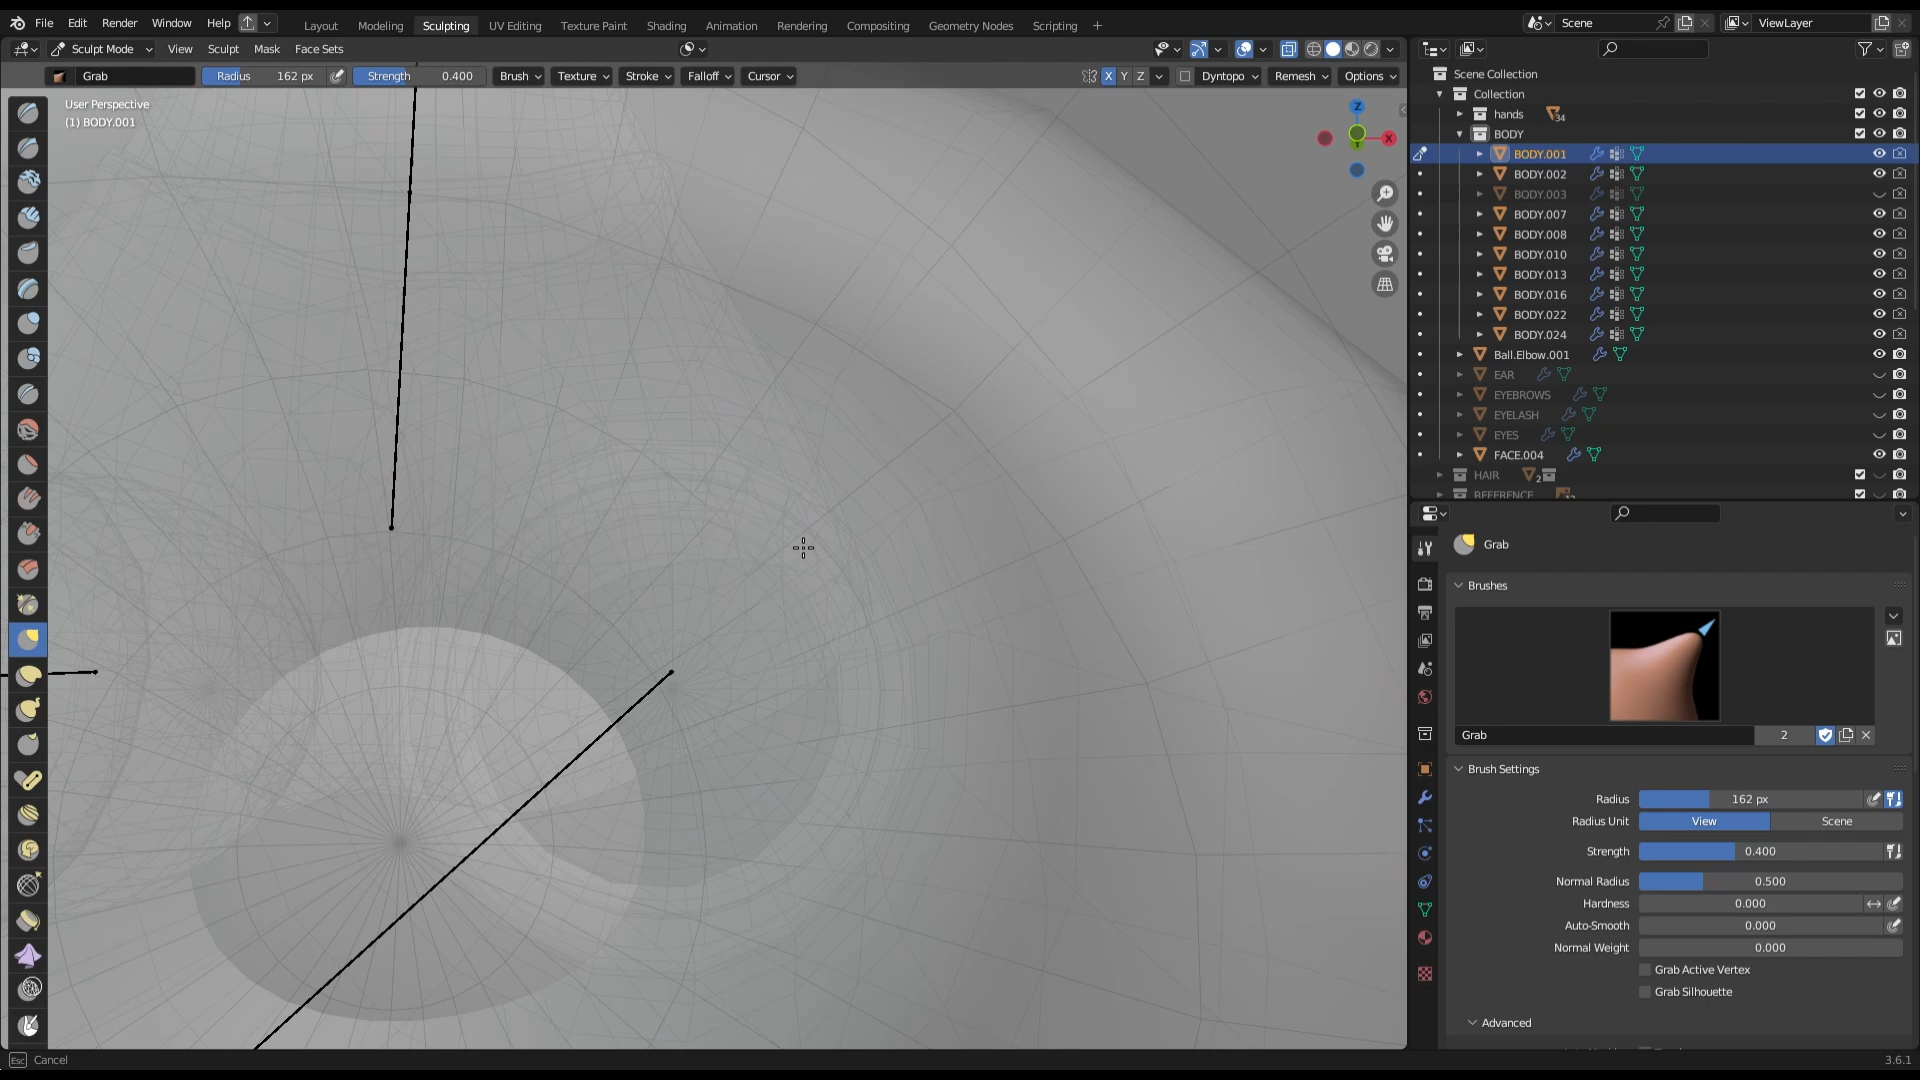 File Edit Render Window Help Layout Modeling Sculpting UV Editing Texture Paint Shading Animation Rendering Compositing Geometry Nodes Scripting + Scene ViewLayer
Sculpt Mode View Sculpt Mask Face Sets
Grab Radius 162 px Strength 0.400 Brush Texture Stroke Falloff Cursor X Y Z Dyntopo Remesh Options
User Perspective
(1) BODY.001
Z
X
Y
Scene Collection
Collection
hands 34
BODY
BODY.001
BODY.002
BODY.003
BODY.007
BODY.008
BODY.010
BODY.013
BODY.016
BODY.022
BODY.024
Ball.Elbow.001
EAR
EYEBROWS
EYELASH
EYES
FACE.004
HAIR 2
REFERENCE
Grab
Brushes
Grab 2
Brush Settings
Radius 162 px
Radius Unit View Scene
Strength 0.400
Normal Radius 0.500
Hardness 0.000
Auto-Smooth 0.000
Normal Weight 0.000
Grab Active Vertex
Grab Silhouette
Advanced
Esc Cancel 3.6.1